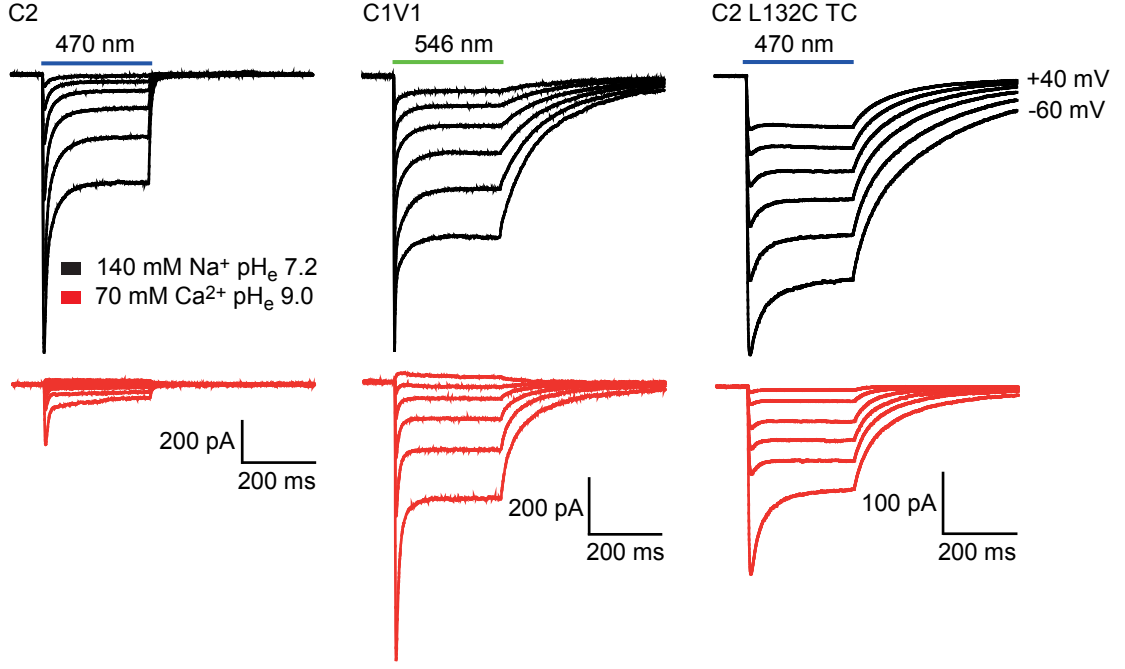 C2
C1V1
C2 L132C TC
470 nm
546 nm
470 nm
+40 mV
-60 mV
140 mM Na⁺ pHₑ 7.2
70 mM Ca²⁺ pHₑ 9.0
200 pA
200 ms
200 pA
200 ms
100 pA
200 ms